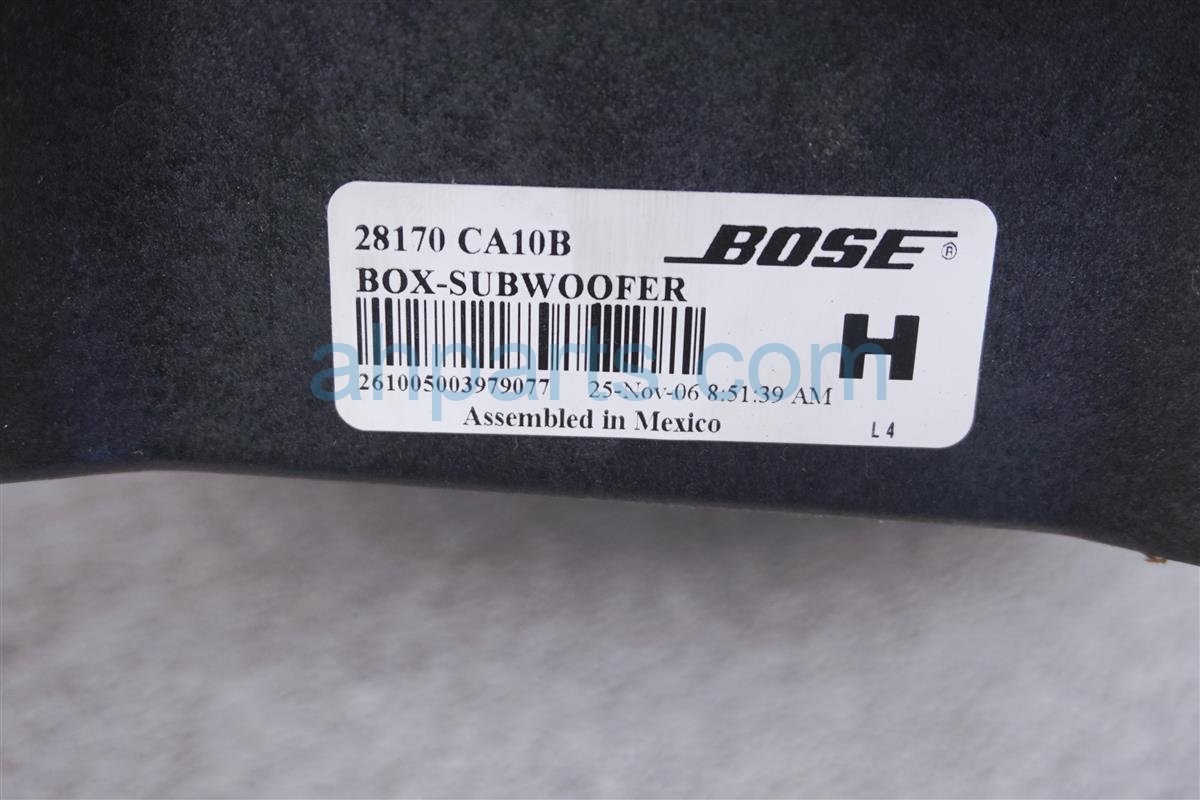 28170 CA10B
BOSE ®
BOX-SUBWOOFER
H
ahparts.com
261005003979077 25-Nov-06 8:51:39 AM
Assembled in Mexico
L4